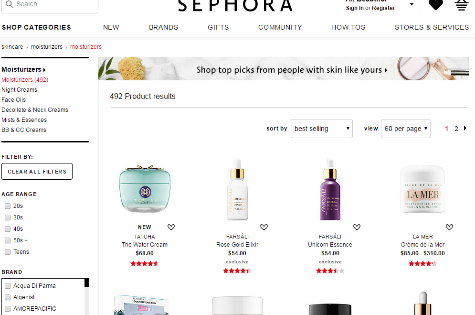 Search
SEPHORA
Sign In or Register
SHOP CATEGORIES
NEW BRANDS GIFTS COMMUNITY HOW TOS STORES & SERVICES
skincare › moisturizers › moisturizers
Moisturizers
Moisturizers (492)
Night Creams
Face Oils
Decollete & Neck Creams
Mists & Essences
BB & CC Creams
FILTER BY:
CLEAR ALL FILTERS
AGE RANGE
20s
30s
40s
50s +
Teens
BRAND
Acqua Di Parma
Algenist
AMOREPACIFIC
Shop top picks from people with skin like yours
492 Product results
sort by best selling view 60 per page 1 2
NEW
TATCHA
The Water Cream
$68.00
FARSÁLI
Rose Gold Elixir
$54.00
exclusive
FARSÁLI
Unicorn Essence
$54.00
exclusive
LA MER
LA MER
Crème de la Mer
$85.00 - $310.00